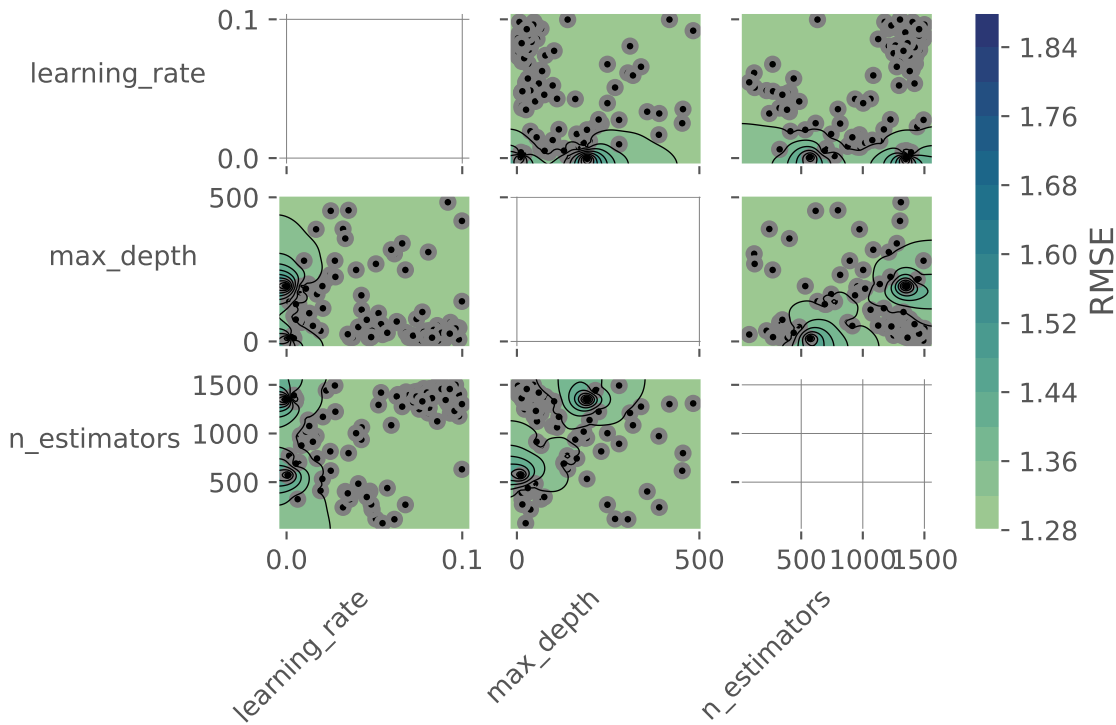 0.1
learning_rate
0.0
500
max_depth
0
1500
n_estimators 1000
500
0.0 0.1 0 500 500 1000 1500
learning_rate max_depth n_estimators
1.84
1.76
1.68
1.60
1.52
1.44
1.36
1.28
RMSE